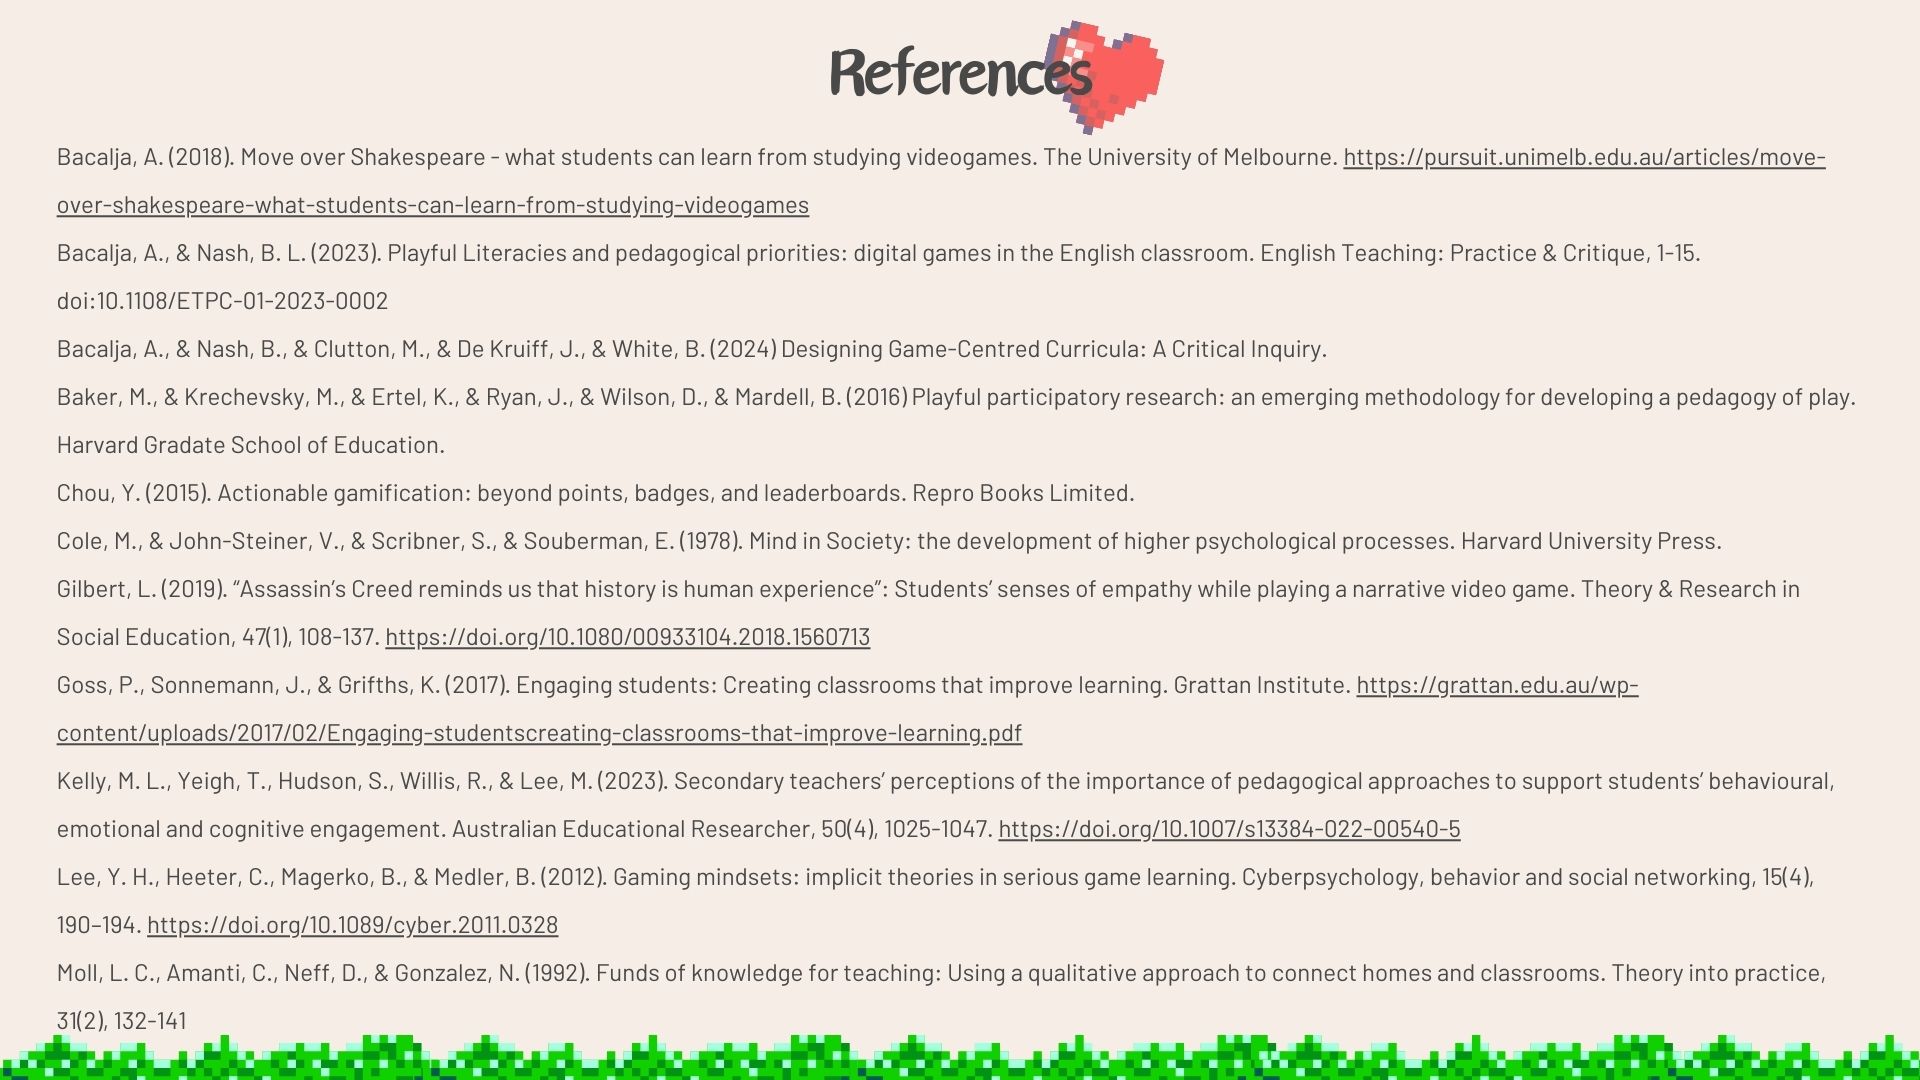 References
Bacalja, A. (2018). Move over Shakespeare - what students can learn from studying videogames. The University of Melbourne. https://pursuit.unimelb.edu.au/articles/move-
over-shakespeare-what-students-can-learn-from-studying-videogames
Bacalja, A., & Nash, B. L. (2023). Playful Literacies and pedagogical priorities: digital games in the English classroom. English Teaching: Practice & Critique, 1-15.
doi:10.1108/ETPC-01-2023-0002
Bacalja, A., & Nash, B., & Clutton, M., & De Kruiff, J., & White, B. (2024) Designing Game-Centred Curricula: A Critical Inquiry.
Baker, M., & Krechevsky, M., & Ertel, K., & Ryan, J., & Wilson, D., & Mardell, B. (2016) Playful participatory research: an emerging methodology for developing a pedagogy of play.
Harvard Gradate School of Education.
Chou, Y. (2015). Actionable gamification: beyond points, badges, and leaderboards. Repro Books Limited.
Cole, M., & John-Steiner, V., & Scribner, S., & Souberman, E. (1978). Mind in Society: the development of higher psychological processes. Harvard University Press.
Gilbert, L. (2019). “Assassin’s Creed reminds us that history is human experience”: Students’ senses of empathy while playing a narrative video game. Theory & Research in
Social Education, 47(1), 108-137. https://doi.org/10.1080/00933104.2018.1560713
Goss, P., Sonnemann, J., & Grifths, K. (2017). Engaging students: Creating classrooms that improve learning. Grattan Institute. https://grattan.edu.au/wp-
content/uploads/2017/02/Engaging-studentscreating-classrooms-that-improve-learning.pdf
Kelly, M. L., Yeigh, T., Hudson, S., Willis, R., & Lee, M. (2023). Secondary teachers’ perceptions of the importance of pedagogical approaches to support students’ behavioural,
emotional and cognitive engagement. Australian Educational Researcher, 50(4), 1025-1047. https://doi.org/10.1007/s13384-022-00540-5
Lee, Y. H., Heeter, C., Magerko, B., & Medler, B. (2012). Gaming mindsets: implicit theories in serious game learning. Cyberpsychology, behavior and social networking, 15(4),
190–194. https://doi.org/10.1089/cyber.2011.0328
Moll, L. C., Amanti, C., Neff, D., & Gonzalez, N. (1992). Funds of knowledge for teaching: Using a qualitative approach to connect homes and classrooms. Theory into practice,
31(2), 132-141